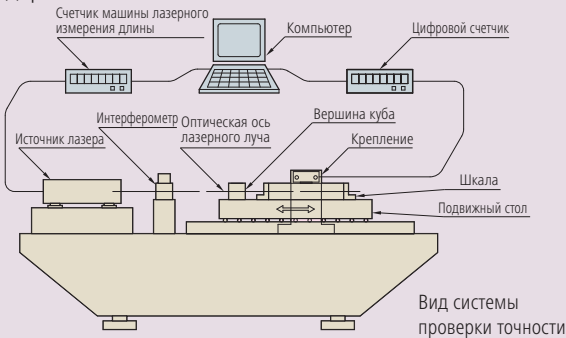 Счетчик машины лазерного
измерения длины
Компьютер
Цифровой счетчик
Интерферометр
Оптическая ось
лазерного луча
Вершина куба
Источник лазера
Крепление
Шкала
Подвижный стол
Вид системы
проверки точности